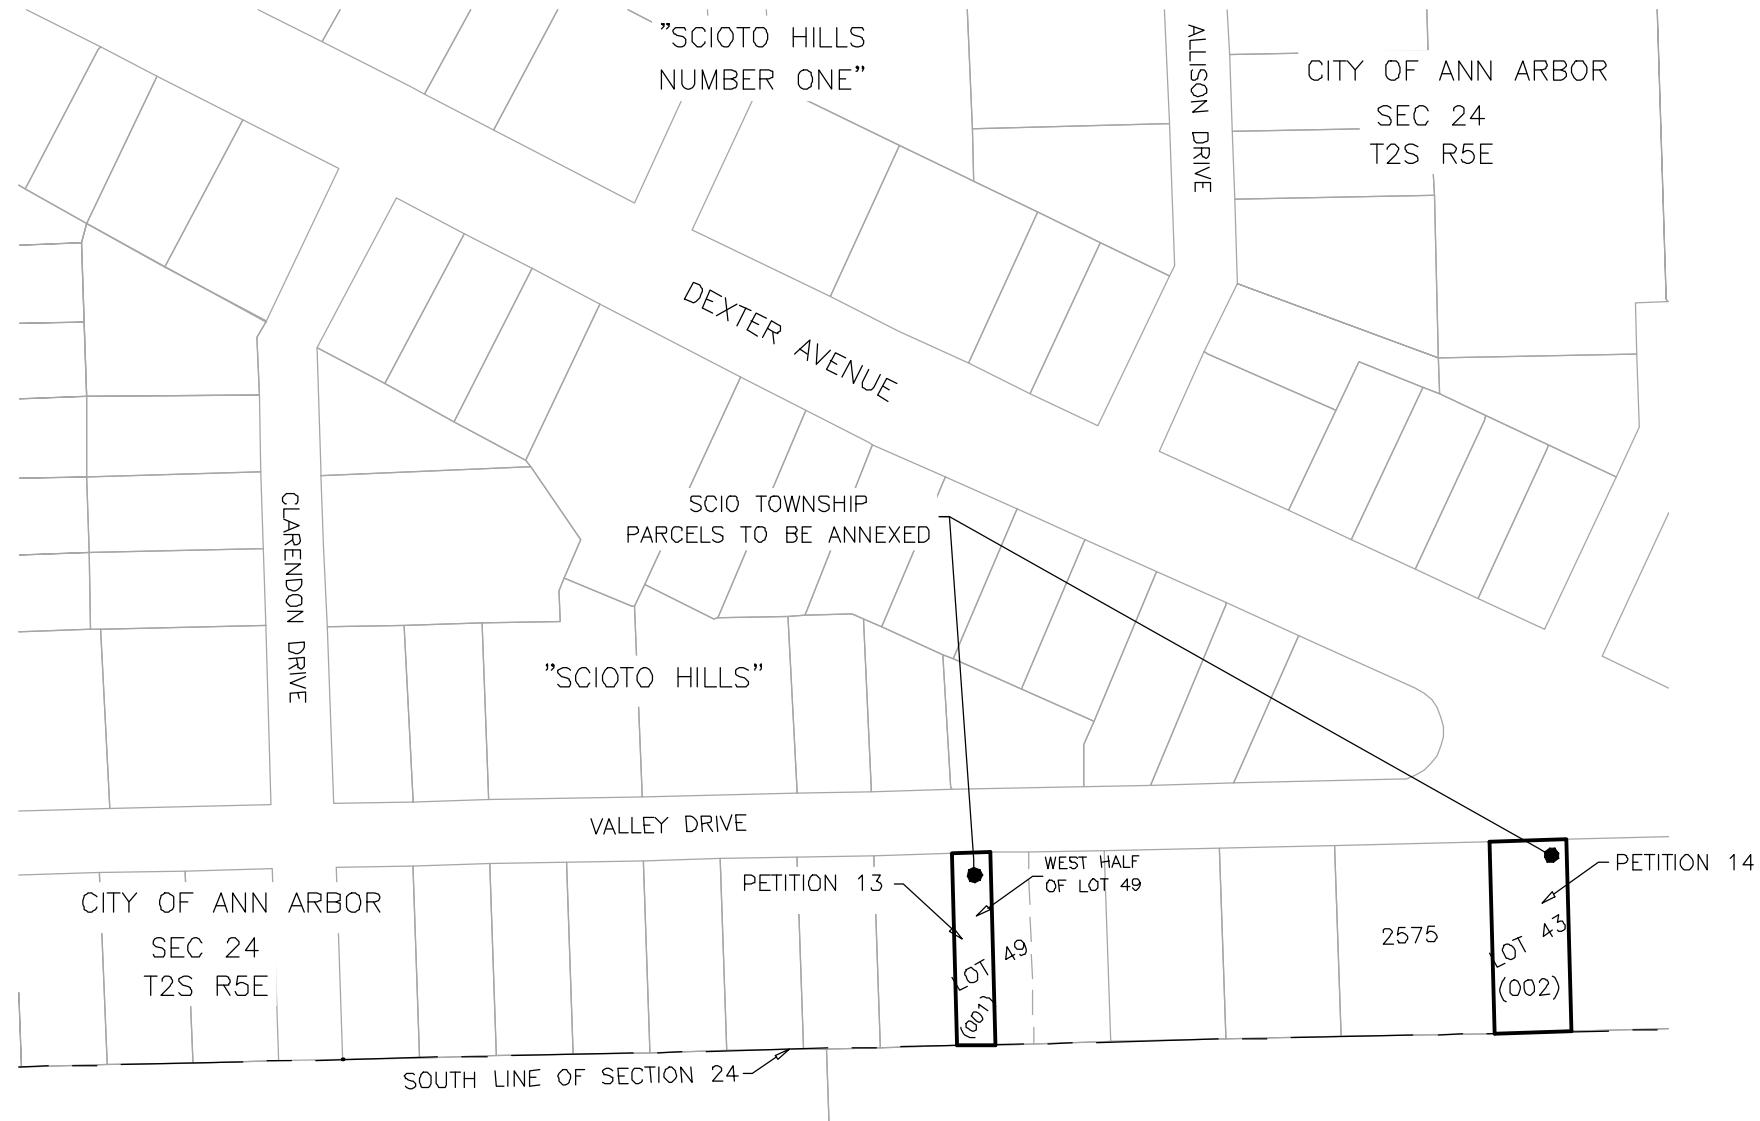 "SCIOTO HILLS
NUMBER ONE"
ALLISON DRIVE
CITY OF ANN ARBOR
SEC 24
T2S R5E
DEXTER AVENUE
SCIO TOWNSHIP
PARCELS TO BE ANNEXED
CLARENDON DRIVE
"SCIOTO HILLS"
VALLEY DRIVE
CITY OF ANN ARBOR
SEC 24
T2S R5E
PETITION 13
WEST HALF
OF LOT 49
LOT 49
(001)
2575
PETITION 14
LOT 43
(002)
SOUTH LINE OF SECTION 24